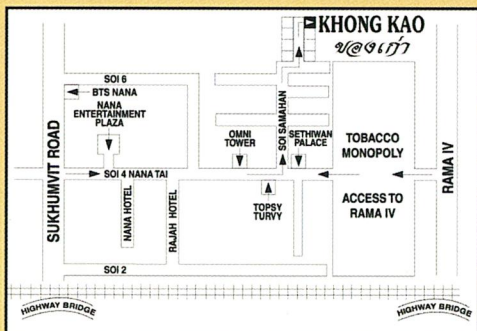 KHONG KAO
ของเก่า
SOI 6
BTS NANA
NANA
ENTERTAINMENT
PLAZA
SUKHUMVIT ROAD
SOI 4 NANA TAI
NANA HOTEL
RAJAH HOTEL
SOI 2
OMNI
TOWER
SOI SAMAHAN
SETHIWAN
PALACE
TOPSY
TURVY
TOBACCO
MONOPOLY
ACCESS TO
RAMA IV
RAMA IV
HIGHWAY BRIDGE
HIGHWAY BRIDGE